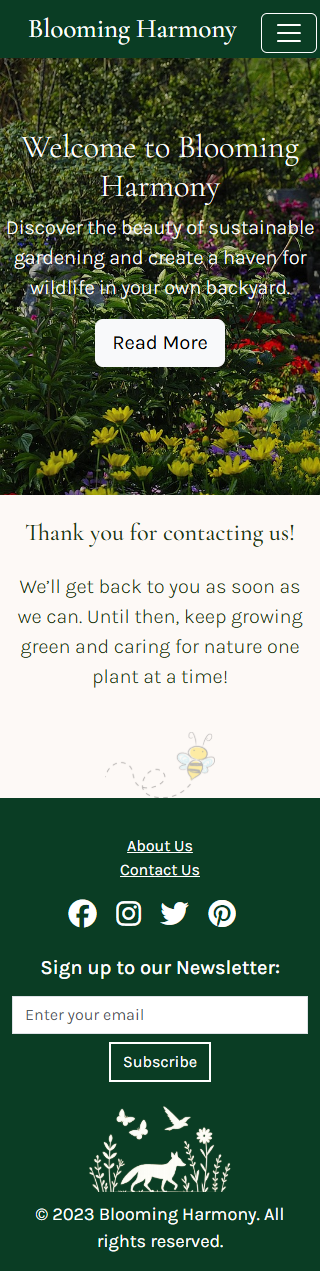 Blooming Harmony
Welcome to Blooming
Harmony
Discover the beauty of sustainable
gardening and create a haven for
wildlife in your own backyard.
Read More
Thank you for contacting us!
We’ll get back to you as soon as
we can. Until then, keep growing
green and caring for nature one
plant at a time!
About Us
Contact Us
Sign up to our Newsletter:
Enter your email
Subscribe
© 2023 Blooming Harmony. All
rights reserved.